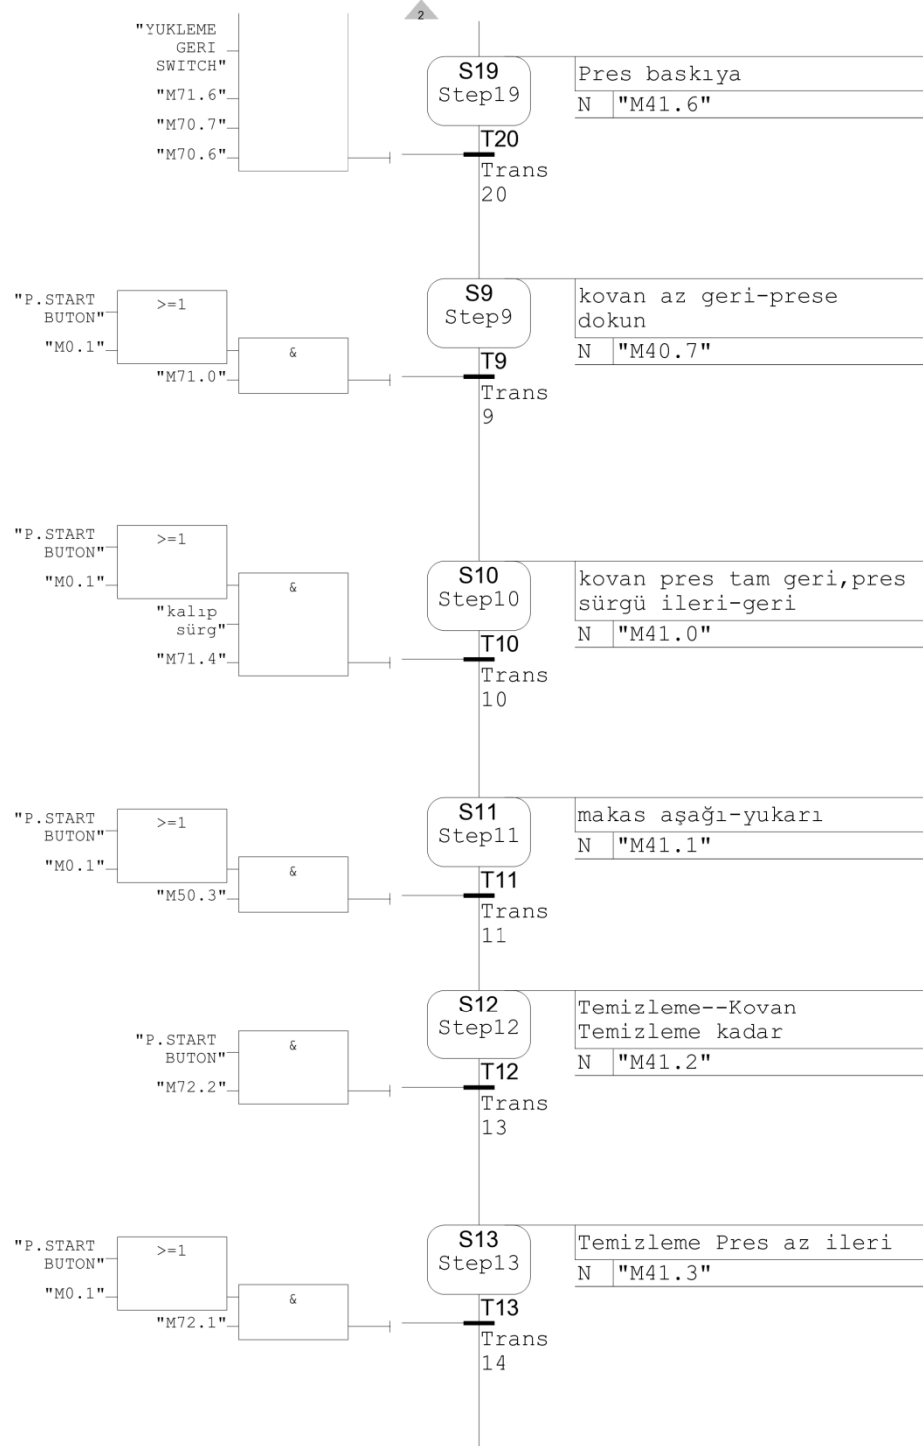 2
"YUKLEME
GERI
SWITCH"
"M71.6"
"M70.7"
"M70.6"
S19
Step19
T20
Trans
20
Pres baskıya
N "M41.6"
"P.START
BUTON"
"M0.1"
>=1
"M71.0"
&
S9
Step9
T9
Trans
9
kovan az geri-prese
dokun
N "M40.7"
"P.START
BUTON"
"M0.1"
>=1
"kalıp
sürg"
"M71.4"
&
S10
Step10
T10
Trans
10
kovan pres tam geri,pres
sürgü ileri-geri
N "M41.0"
"P.START
BUTON"
"M0.1"
>=1
"M50.3"
&
S11
Step11
T11
Trans
11
makas aşağı-yukarı
N "M41.1"
"P.START
BUTON"
"M72.2"
&
S12
Step12
T12
Trans
13
Temizleme--Kovan
Temizleme kadar
N "M41.2"
"P.START
BUTON"
"M0.1"
>=1
"M72.1"
&
S13
Step13
T13
Trans
14
Temizleme Pres az ileri
N "M41.3"